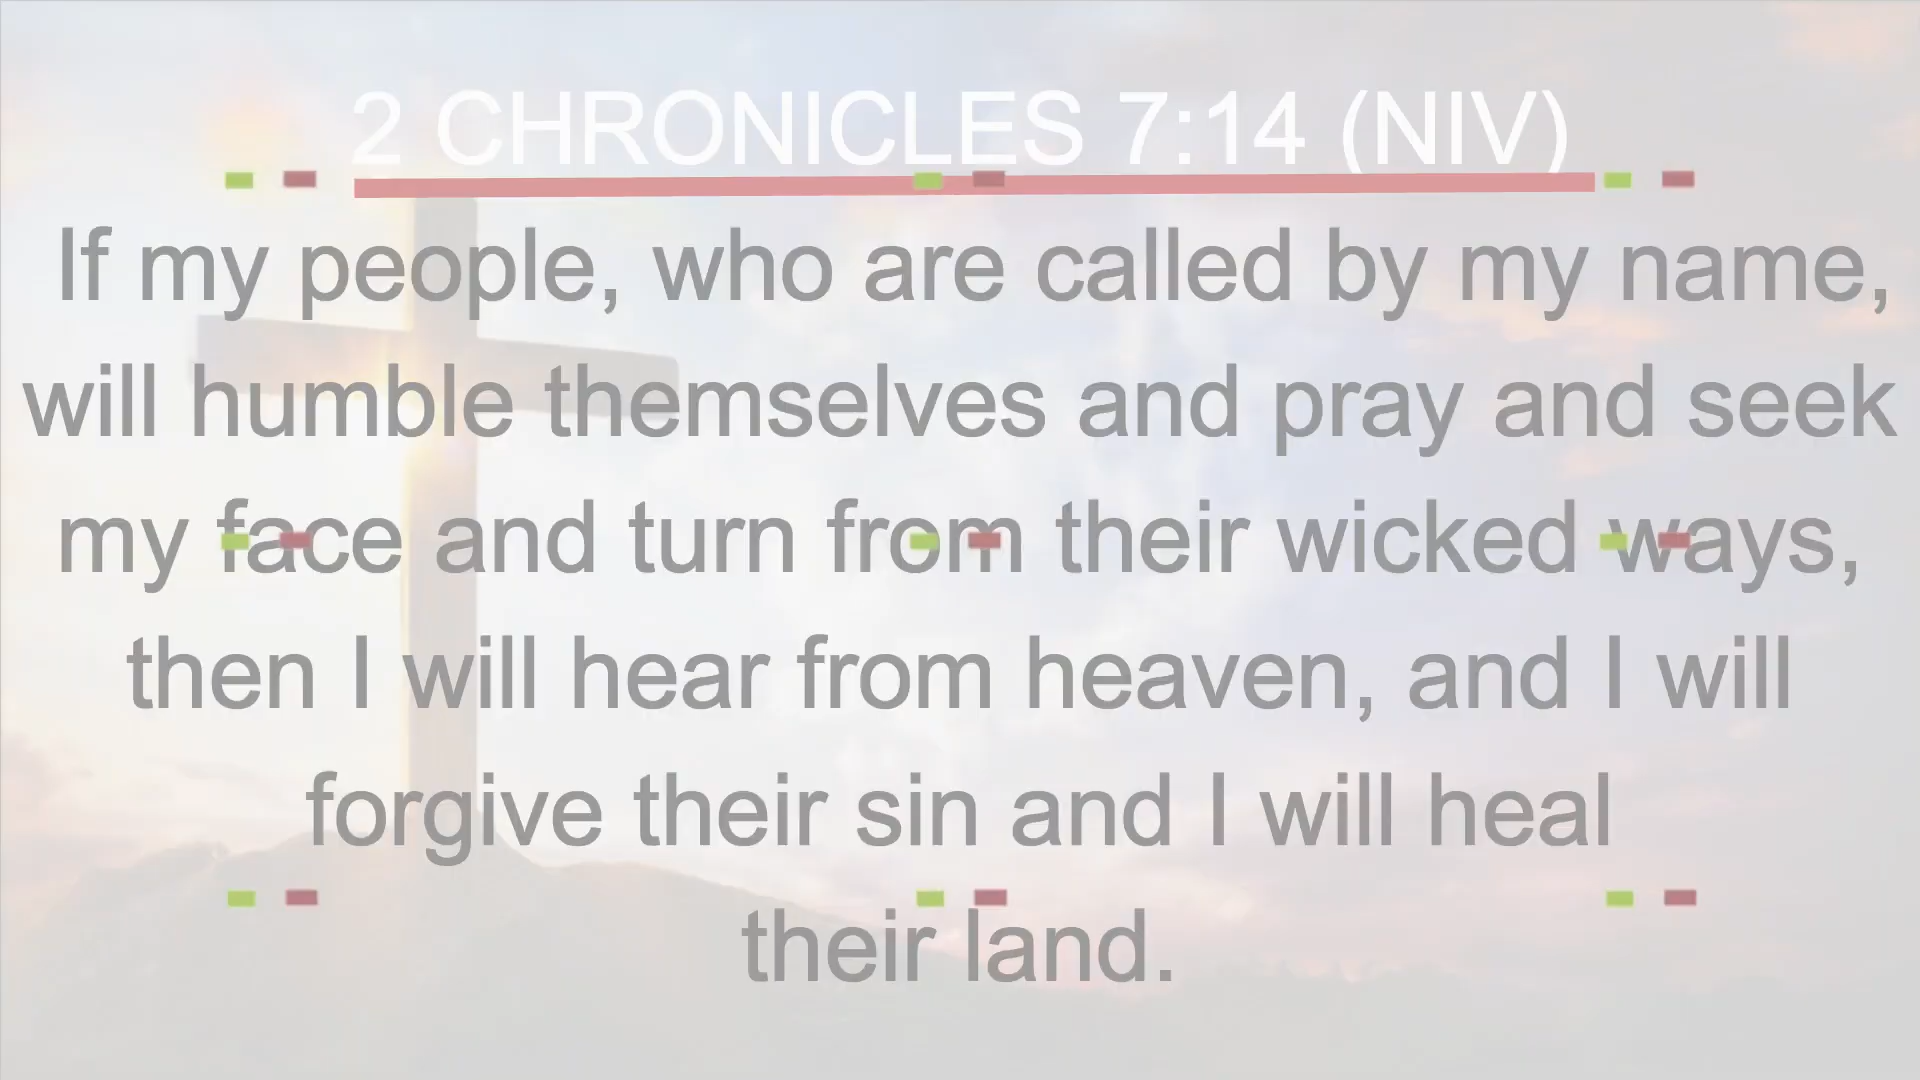 2 CHRONICLES 7:14 (NIV)
If my people, who are called by my name,
will humble themselves and pray and seek
my face and turn from their wicked ways,
then I will hear from heaven, and I will
forgive their sin and I will heal
their land.